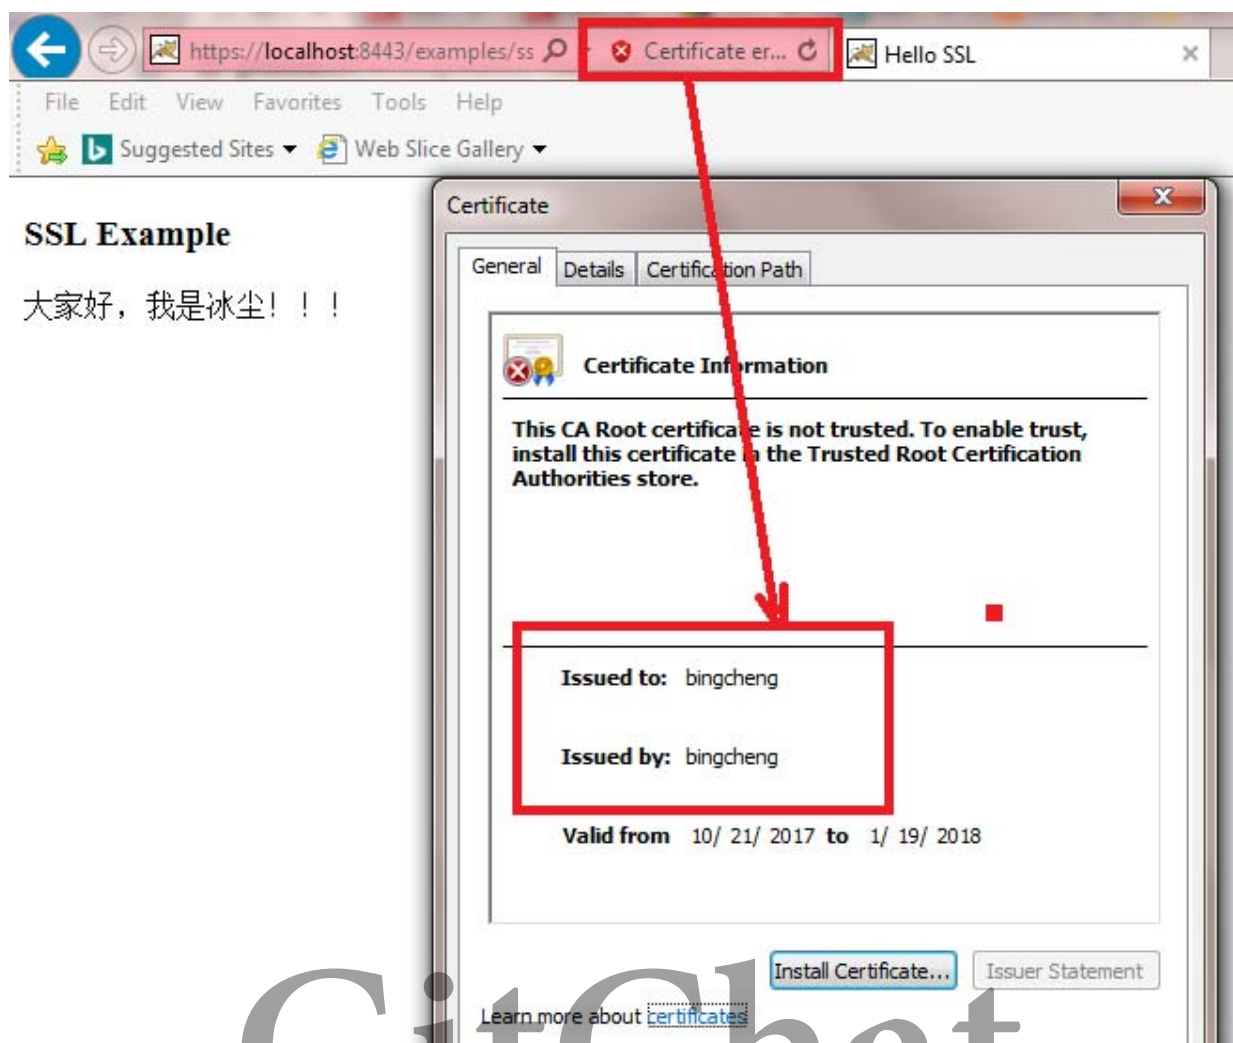 https://localhost:8443/examples/ss
Certificate er...
Hello SSL
File Edit View Favorites Tools Help
Suggested Sites
Web Slice Gallery
SSL Example
大家好，我是冰尘！！！
Certificate
General
Details
Certification Path
Certificate Information
This CA Root certificate is not trusted. To enable trust,
install this certificate in the Trusted Root Certification
Authorities store.
Issued to: bingcheng
Issued by: bingcheng
Valid from 10/ 21/ 2017 to 1/ 19/ 2018
Install Certificate...
Issuer Statement
Learn more about certificates
GitChat